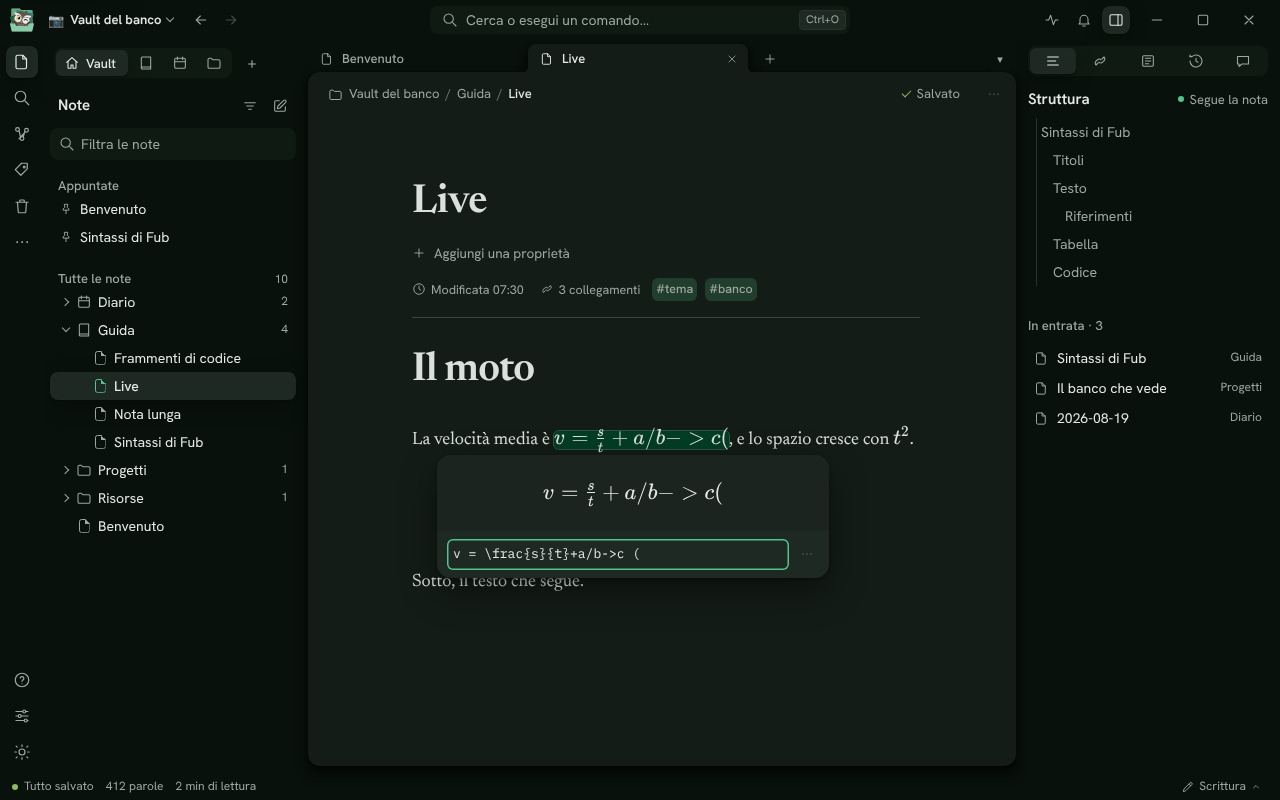 Vault del banco
Cerca o esegui un comando...
Ctrl+O
Vault
Benvenuto
Live
Note
Vault del banco / Guida / Live
Salvato
Struttura
Segue la nota
Filtra le note
Sintassi di Fub
Titoli
Testo
Riferimenti
Tabella
Codice
Appuntate
Benvenuto
Sintassi di Fub
Tutte le note 10
Diario 2
Guida 4
Frammenti di codice
Live
Nota lunga
Sintassi di Fub
Progetti 1
Risorse 1
Benvenuto
Live
Aggiungi una proprietà
Modificata 07:30
3 collegamenti
#tema
#banco
Il moto
La velocità media è v = s/t + a/b− > c(, e lo spazio cresce con t².
v = s/t + a/b− > c(
v = \frac{s}{t}+a/b->c (
Sotto, il testo che segue.
In entrata · 3
Sintassi di Fub Guida
Il banco che vede Progetti
2026-08-19 Diario
Tutto salvato 412 parole 2 min di lettura
Scrittura